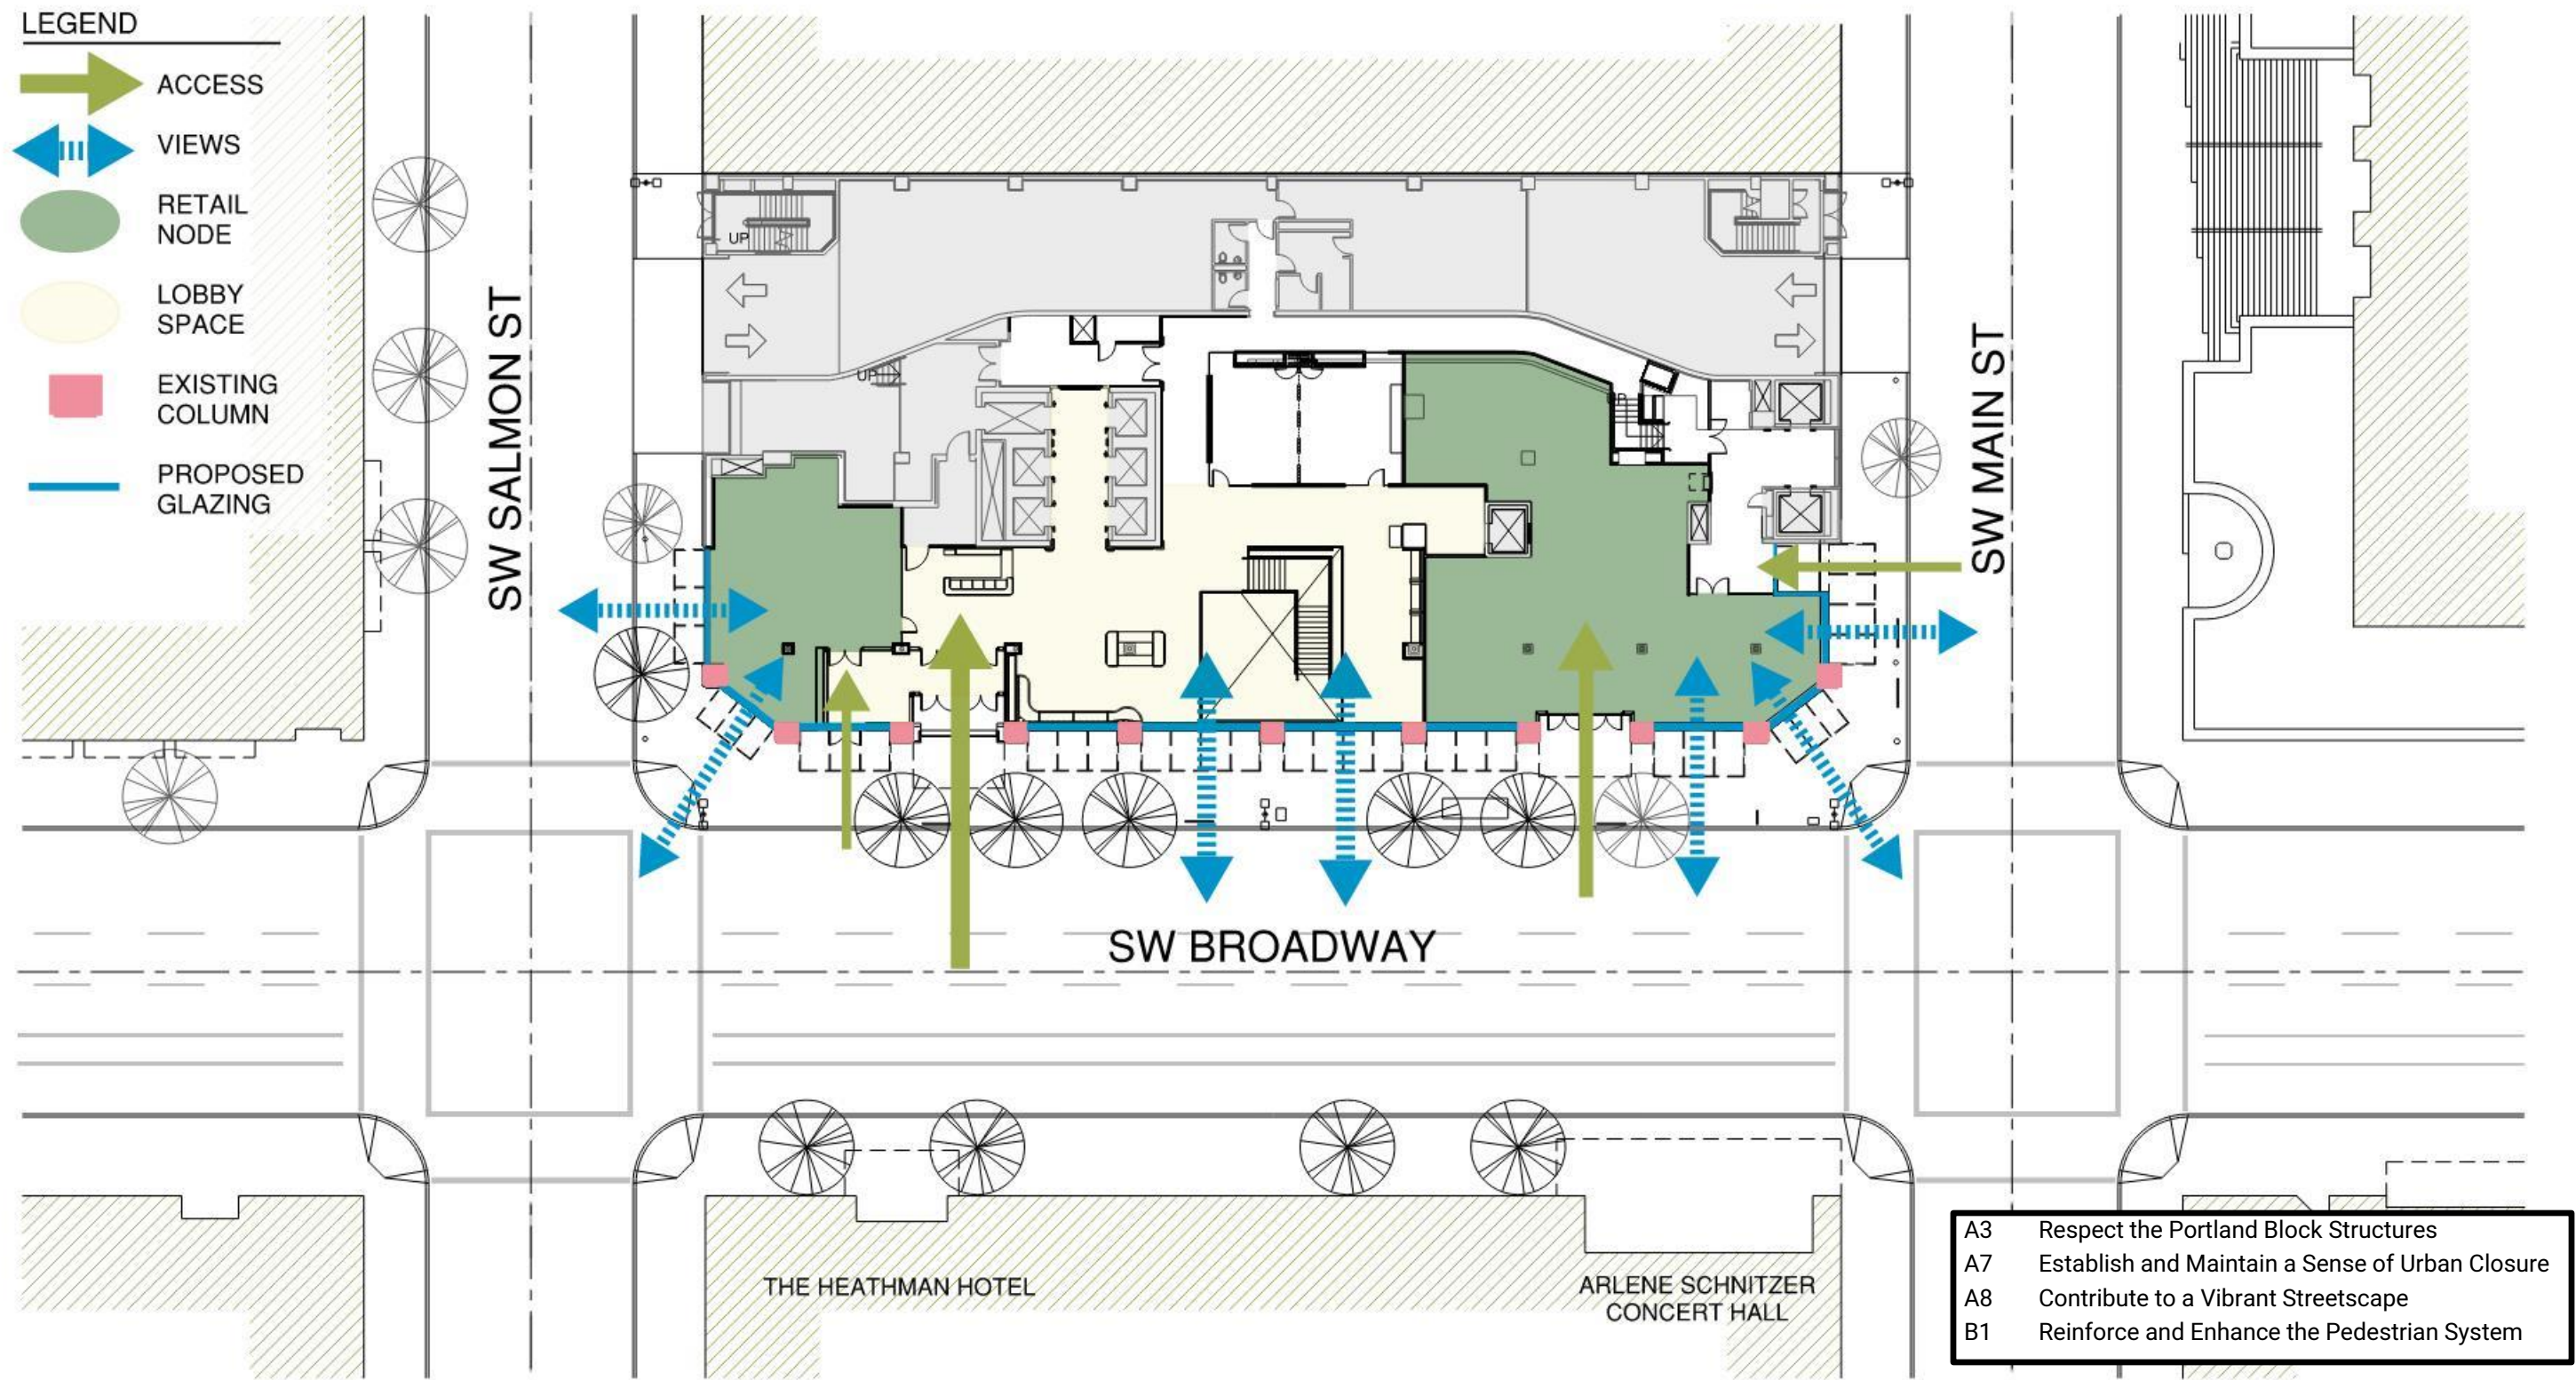 LEGEND
ACCESS
VIEWS
RETAIL
NODE
LOBBY
SPACE
EXISTING
COLUMN
PROPOSED
GLAZING
SW SALMON ST
UP
UP
SW MAIN ST
SW BROADWAY
THE HEATHMAN HOTEL
ARLENE SCHNITZER
CONCERT HALL
A3 Respect the Portland Block Structures
A7 Establish and Maintain a Sense of Urban Closure
A8 Contribute to a Vibrant Streetscape
B1 Reinforce and Enhance the Pedestrian System